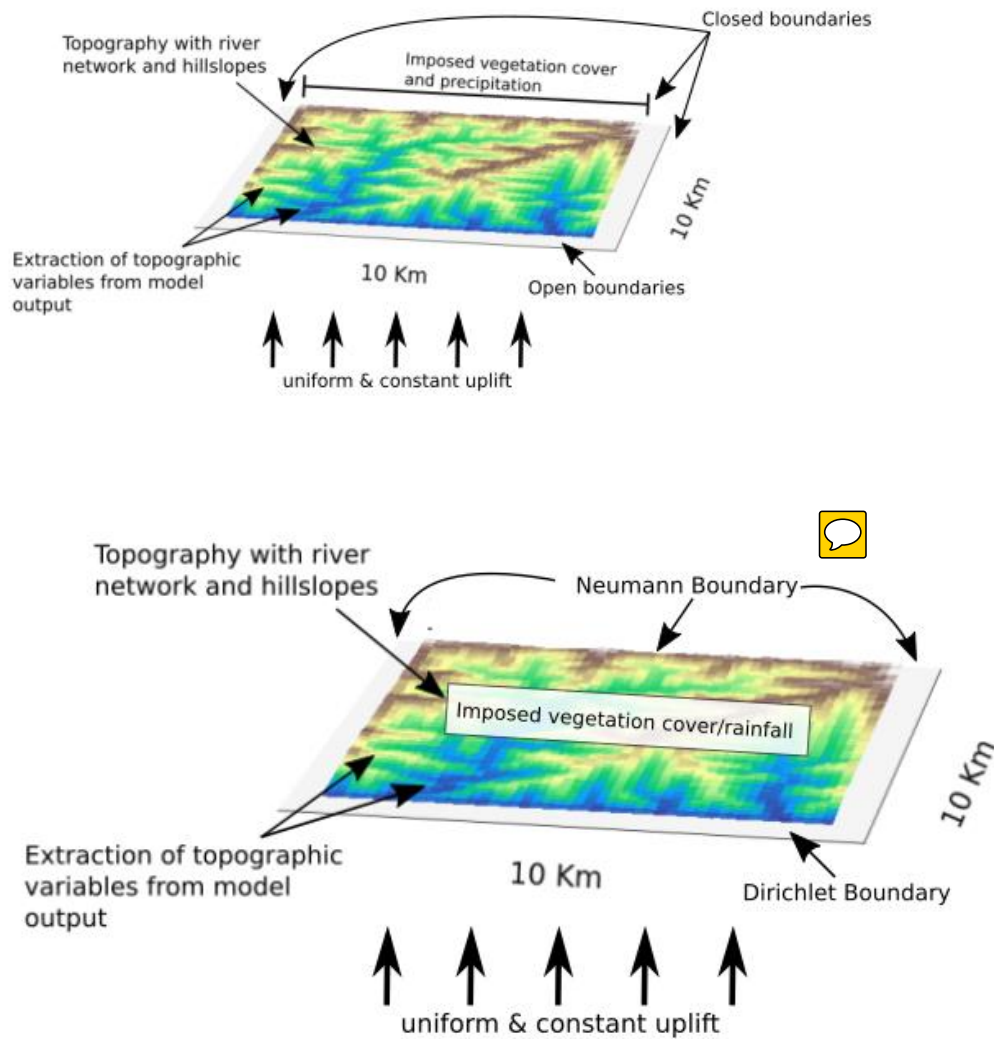 Closed boundaries
Topography with river
network and hillslopes
Imposed vegetation cover
and precipitation
10 Km
Extraction of topographic
variables from model
output
10 Km
Open boundaries
uniform & constant uplift
Topography with river
network and hillslopes
Neumann Boundary
Imposed vegetation cover/rainfall
10 Km
Extraction of topographic
variables from model
output
10 Km
Dirichlet Boundary
uniform & constant uplift